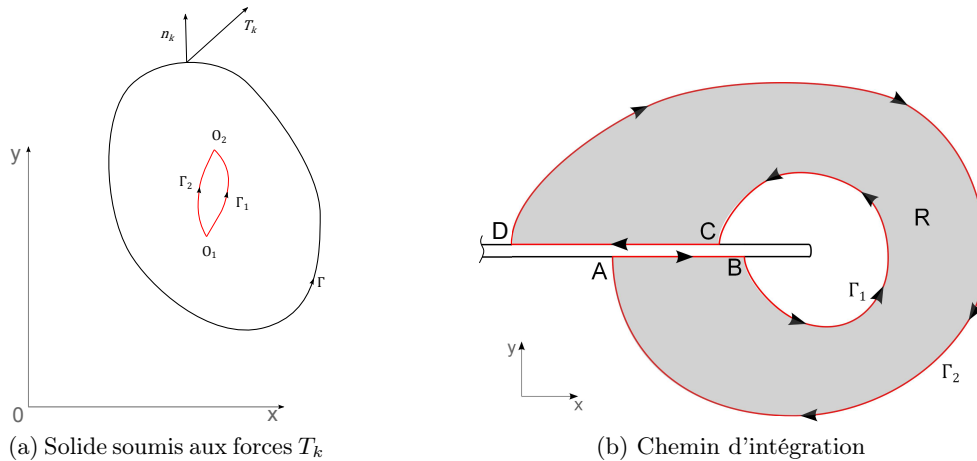 n_k
T_k
y
O_2
Γ_2
Γ_1
O_1
Γ
0
x
(a) Solide soumis aux forces T_k
D
C
R
A
B
Γ_1
y
x
Γ_2
(b) Chemin d'intégration